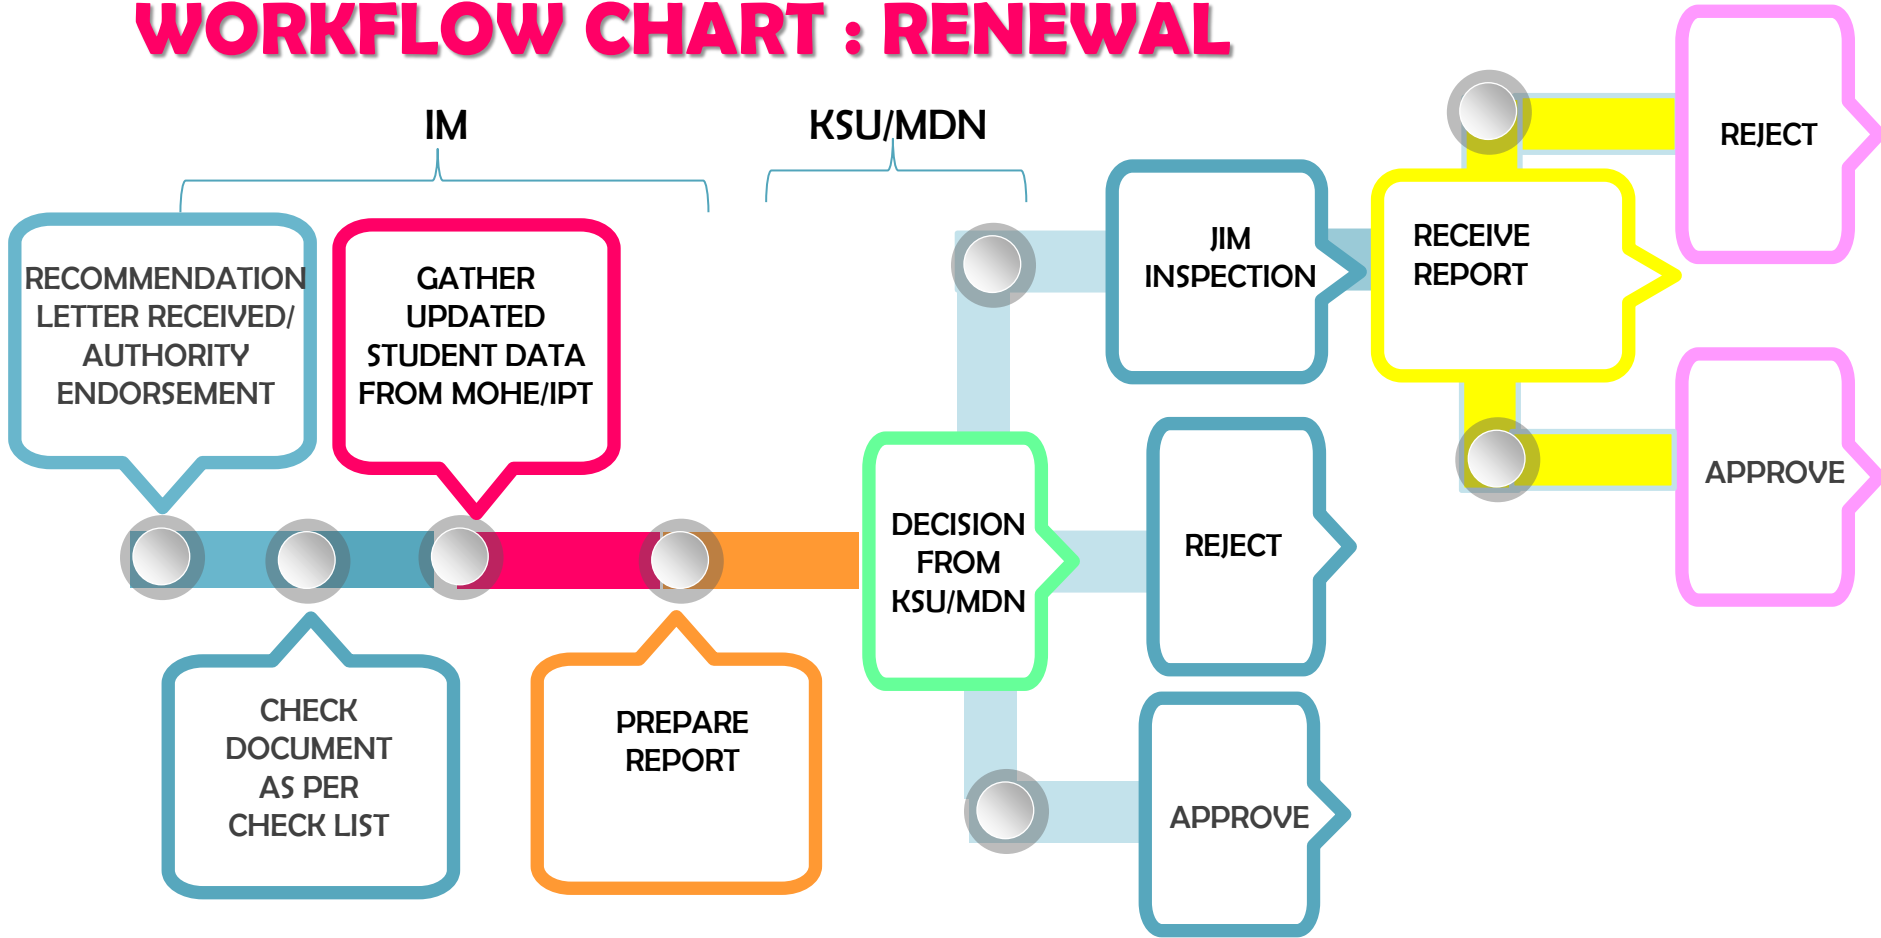 WORKFLOW CHART : RENEWAL
IM
KSU/MDN
RECOMMENDATION
LETTER RECEIVED/
AUTHORITY
ENDORSEMENT
GATHER
UPDATED
STUDENT DATA
FROM MOHE/IPT
CHECK
DOCUMENT
AS PER
CHECK LIST
PREPARE
REPORT
DECISION
FROM
KSU/MDN
JIM
INSPECTION
REJECT
APPROVE
RECEIVE
REPORT
REJECT
APPROVE